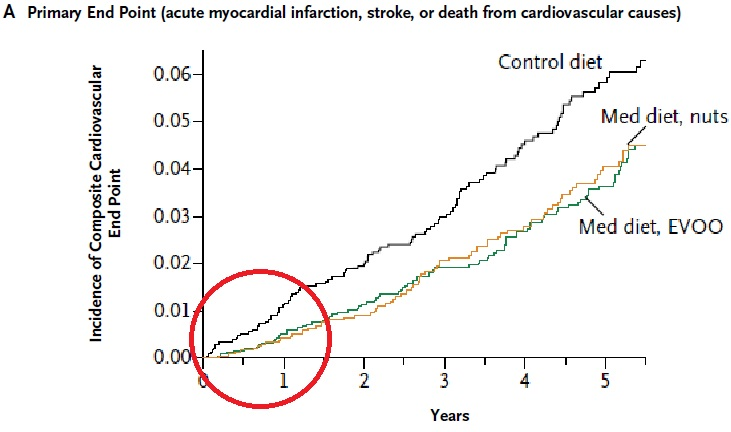 A Primary End Point (acute myocardial infarction, stroke, or death from cardiovascular causes)
Incidence of Composite Cardiovascular
End Point
0.06
0.05
0.04
0.03
0.02
0.01
0.00
Control diet
Med diet, nuts
Med diet, EVOO
0
1
2
3
4
5
Years